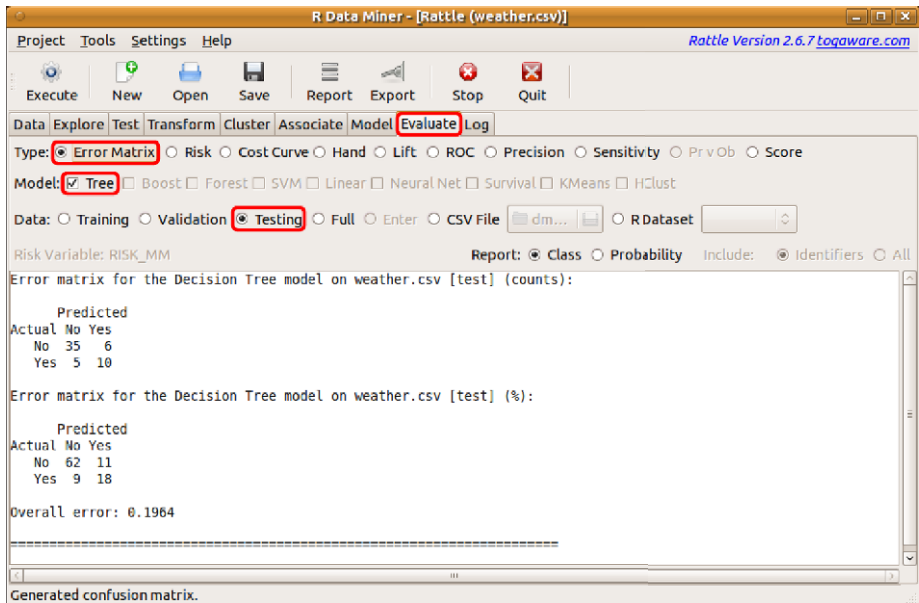 R Data Miner - [Rattle (weather.csv)]
Project Tools Settings Help Rattle Version 2.6.7 togaware.com
Execute New Open Save Report Export Stop Quit
Data Explore Test Transform Cluster Associate Model Evaluate Log
Type: Error Matrix Risk Cost Curve Hand Lift ROC Precision Sensitivity Pr v Ob Score
Model: Tree Boost Forest SVM Linear Neural Net Survival KMeans HClust
Data: Training Validation Testing Full Enter CSV File dm... R Dataset
Risk Variable: RISK_MM Report: Class Probability Include: Identifiers All
Error matrix for the Decision Tree model on weather.csv [test] (counts):
Predicted
Actual No Yes
No 35 6
Yes 5 10
Error matrix for the Decision Tree model on weather.csv [test] (%):
Predicted
Actual No Yes
No 62 11
Yes 9 18
Overall error: 0.1964
======================================================================
Generated confusion matrix.